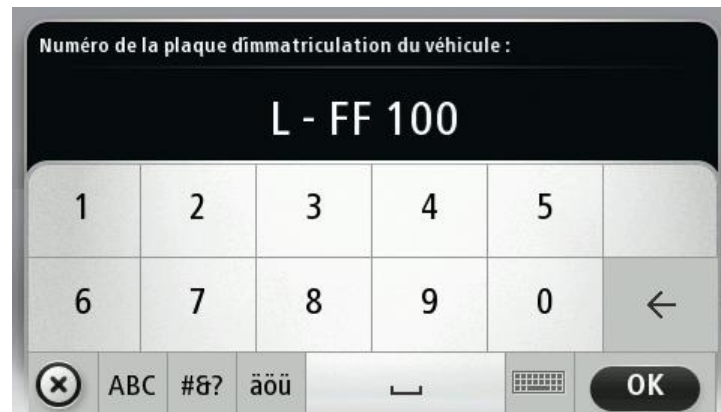 Numéro de la plaque d'immatriculation du véhicule :
L - FF 100
1 2 3 4 5
6 7 8 9 0 ←
ABC #&? äöü OK